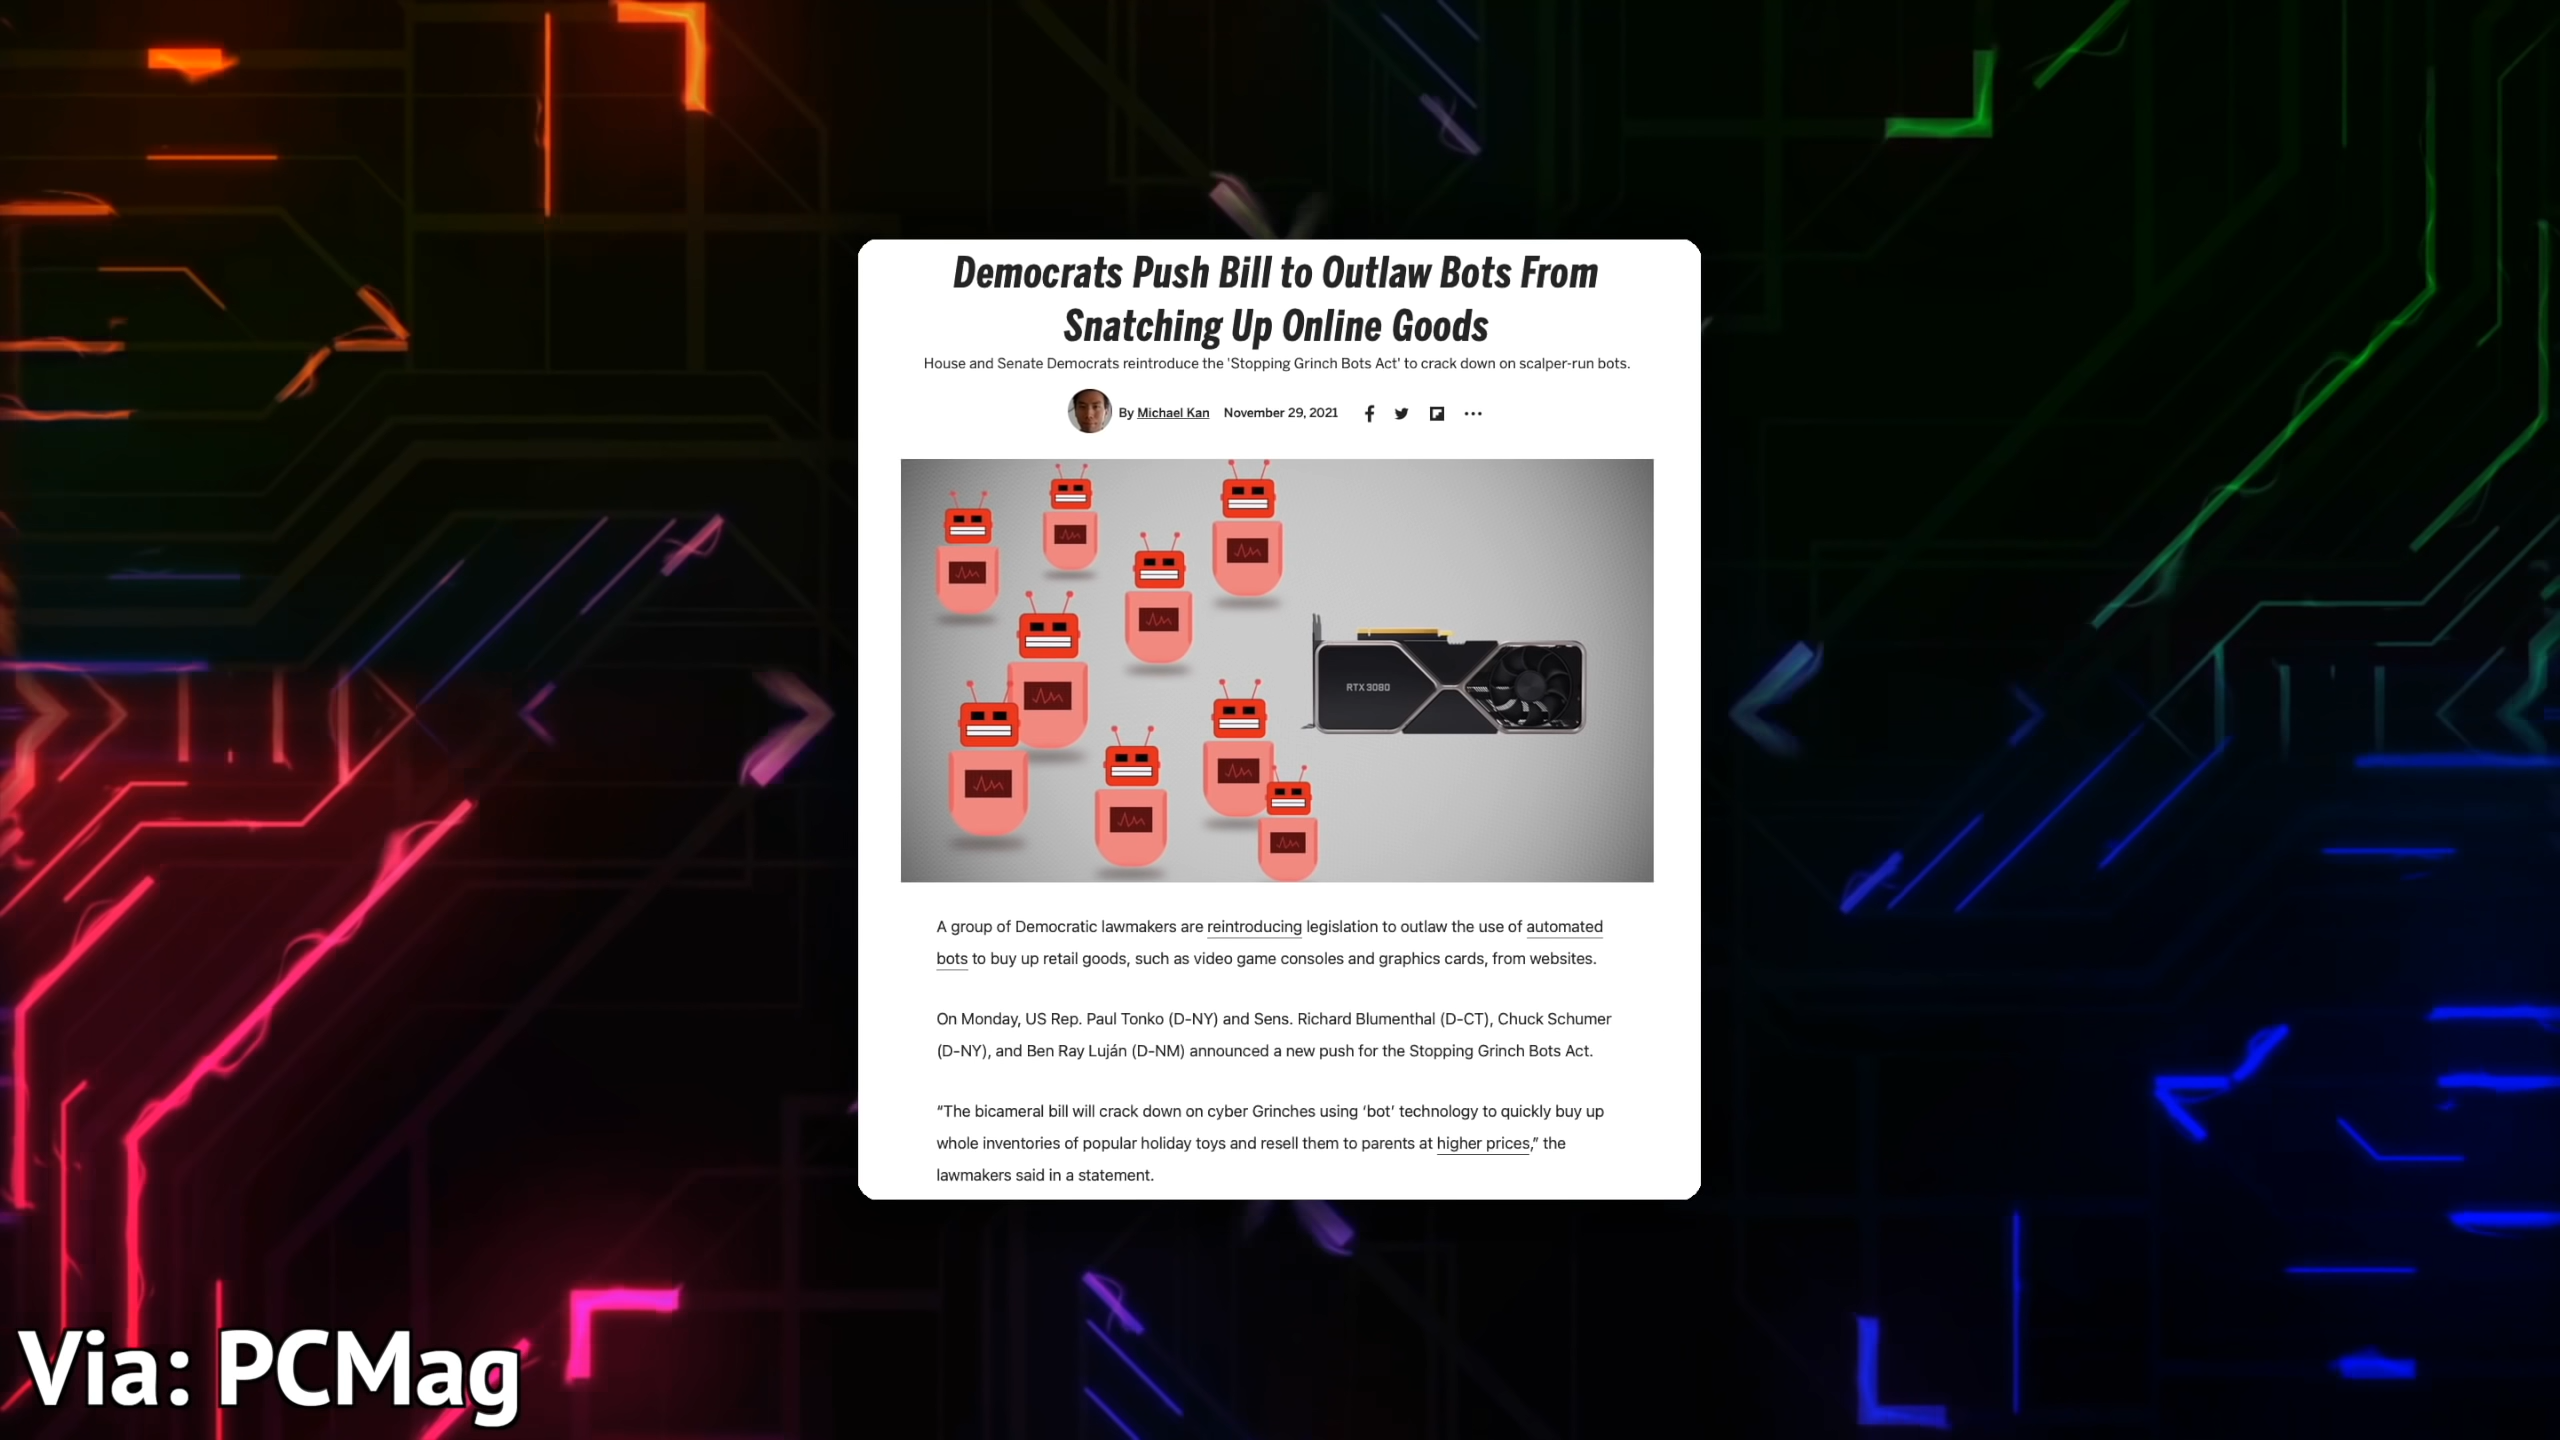 Democrats Push Bill to Outlaw Bots From
Snatching Up Online Goods
House and Senate Democrats reintroduce the 'Stopping Grinch Bots Act' to crack down on scalper-run bots.
By Michael Kan November 29, 2021
RTX 3080
A group of Democratic lawmakers are reintroducing legislation to outlaw the use of automated
bots to buy up retail goods, such as video game consoles and graphics cards, from websites.
On Monday, US Rep. Paul Tonko (D-NY) and Sens. Richard Blumenthal (D-CT), Chuck Schumer
(D-NY), and Ben Ray Luján (D-NM) announced a new push for the Stopping Grinch Bots Act.
“The bicameral bill will crack down on cyber Grinches using ‘bot’ technology to quickly buy up
whole inventories of popular holiday toys and resell them to parents at higher prices,” the
lawmakers said in a statement.
Via: PCMag